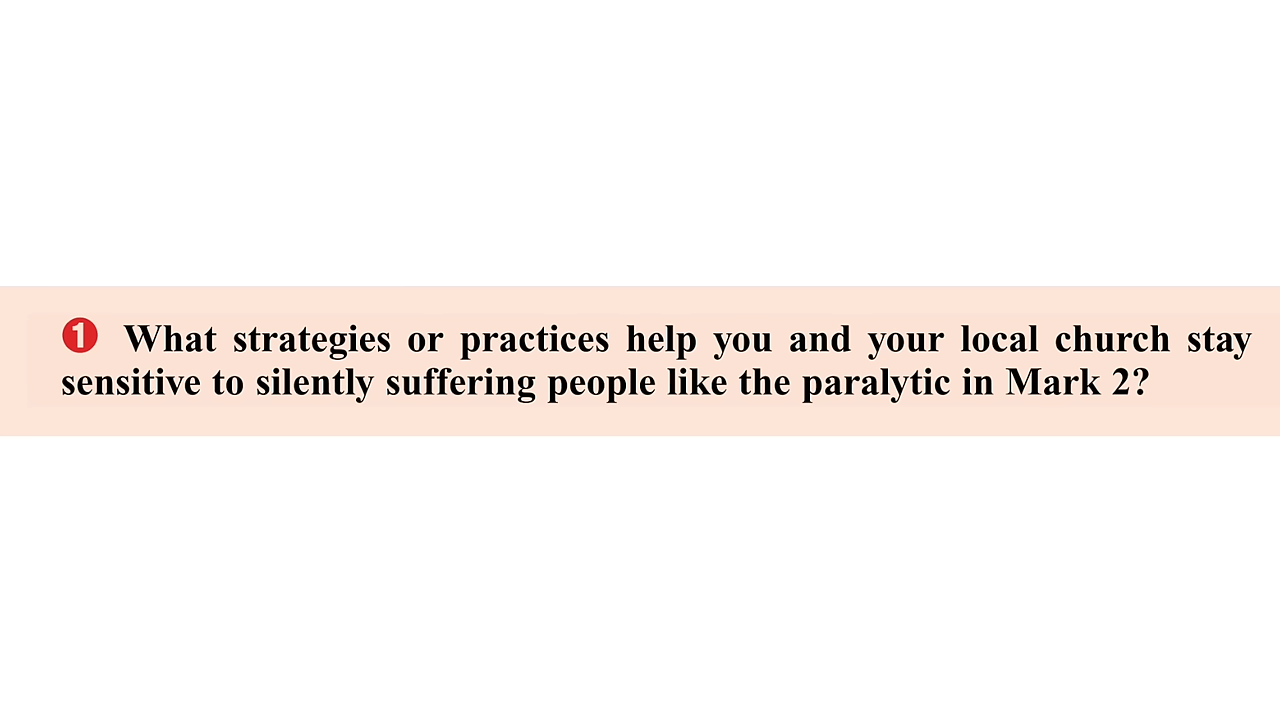 ❶ What strategies or practices help you and your local church stay
sensitive to silently suffering people like the paralytic in Mark 2?